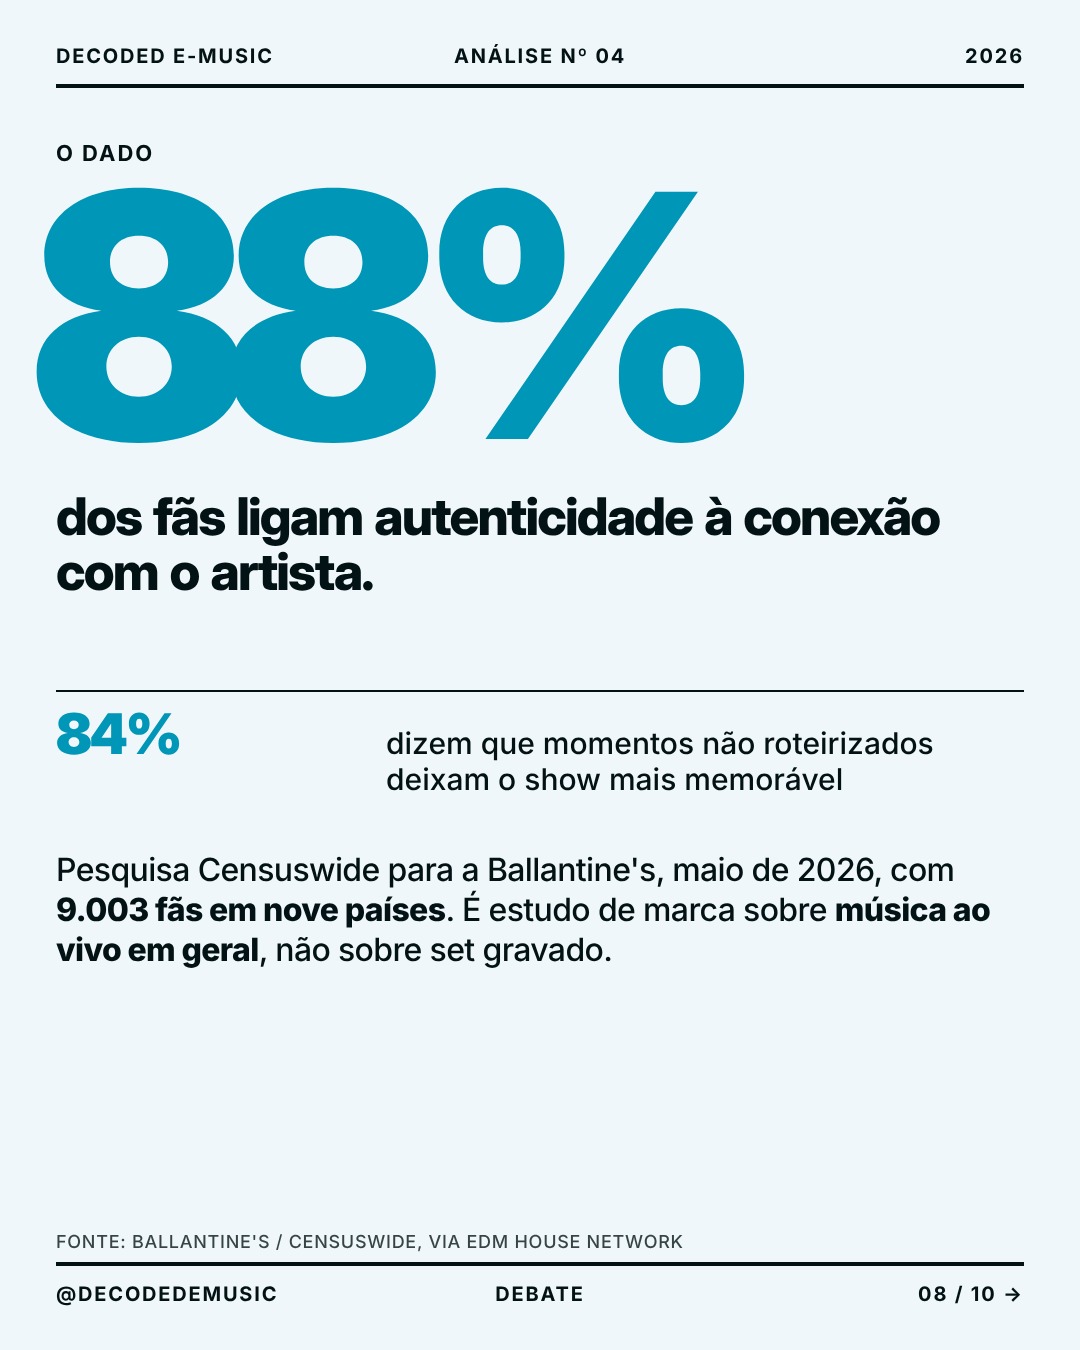 DECODED E-MUSIC
ANÁLISE Nº 04
2026
O DADO
88%
dos fãs ligam autenticidade à conexão
com o artista.
84%
dizem que momentos não roteirizados
deixam o show mais memorável
Pesquisa Censuswide para a Ballantine's, maio de 2026, com
9.003 fãs em nove países. É estudo de marca sobre música ao
vivo em geral, não sobre set gravado.
FONTE: BALLANTINE'S / CENSUSWIDE, VIA EDM HOUSE NETWORK
@DECODEDEMUSIC
DEBATE
08 / 10 →